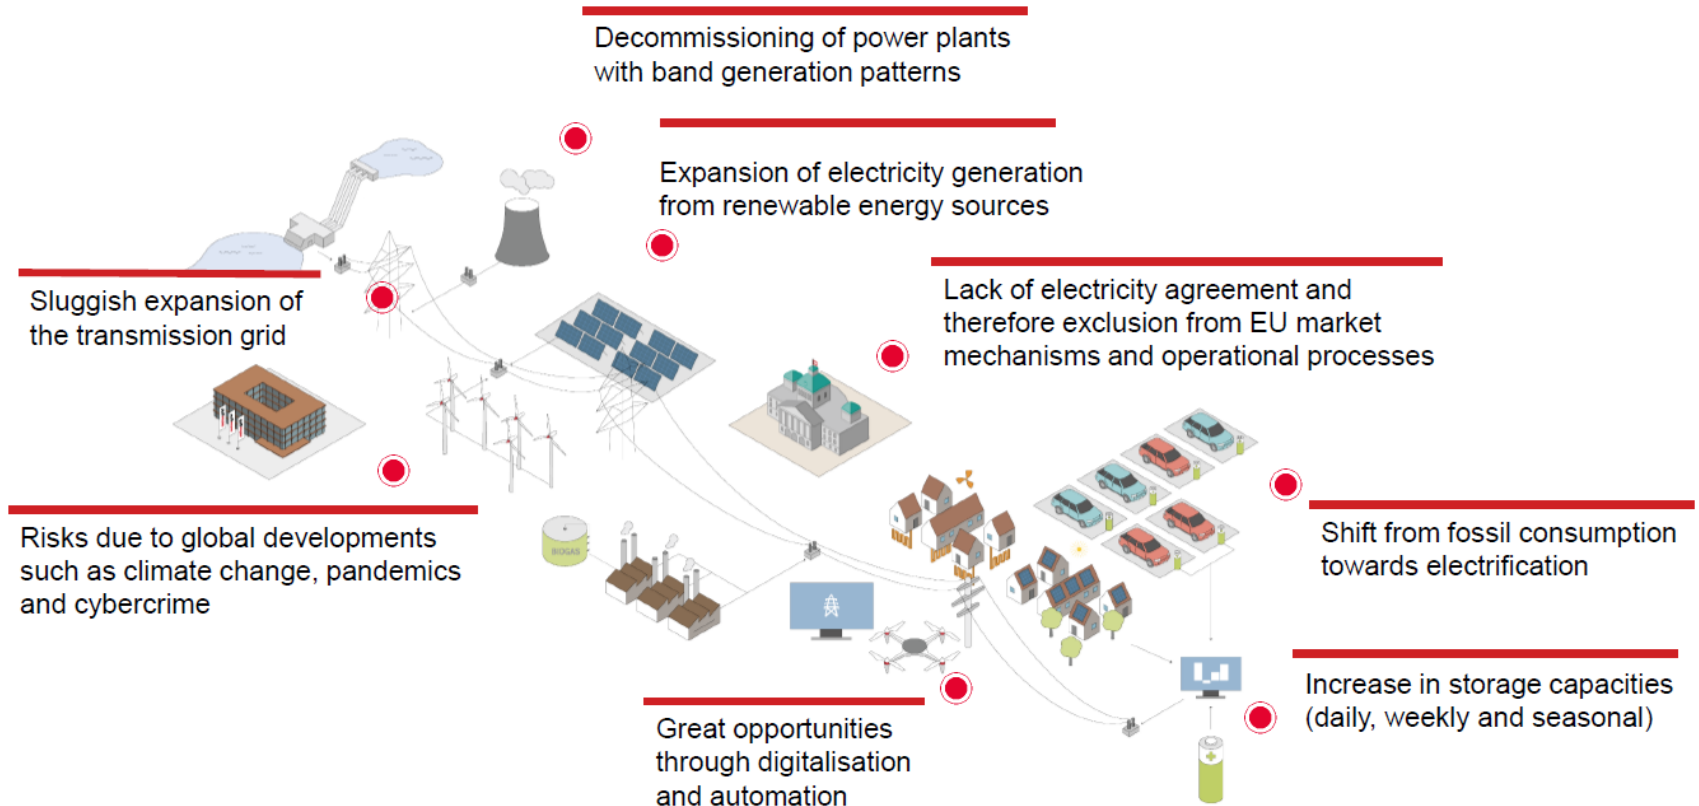 Decommissioning of power plants
with band generation patterns
Expansion of electricity generation
from renewable energy sources
Sluggish expansion of
the transmission grid
Lack of electricity agreement and
therefore exclusion from EU market
mechanisms and operational processes
Risks due to global developments
such as climate change, pandemics
and cybercrime
BIOGAS
Shift from fossil consumption
towards electrification
Increase in storage capacities
(daily, weekly and seasonal)
Great opportunities
through digitalisation
and automation